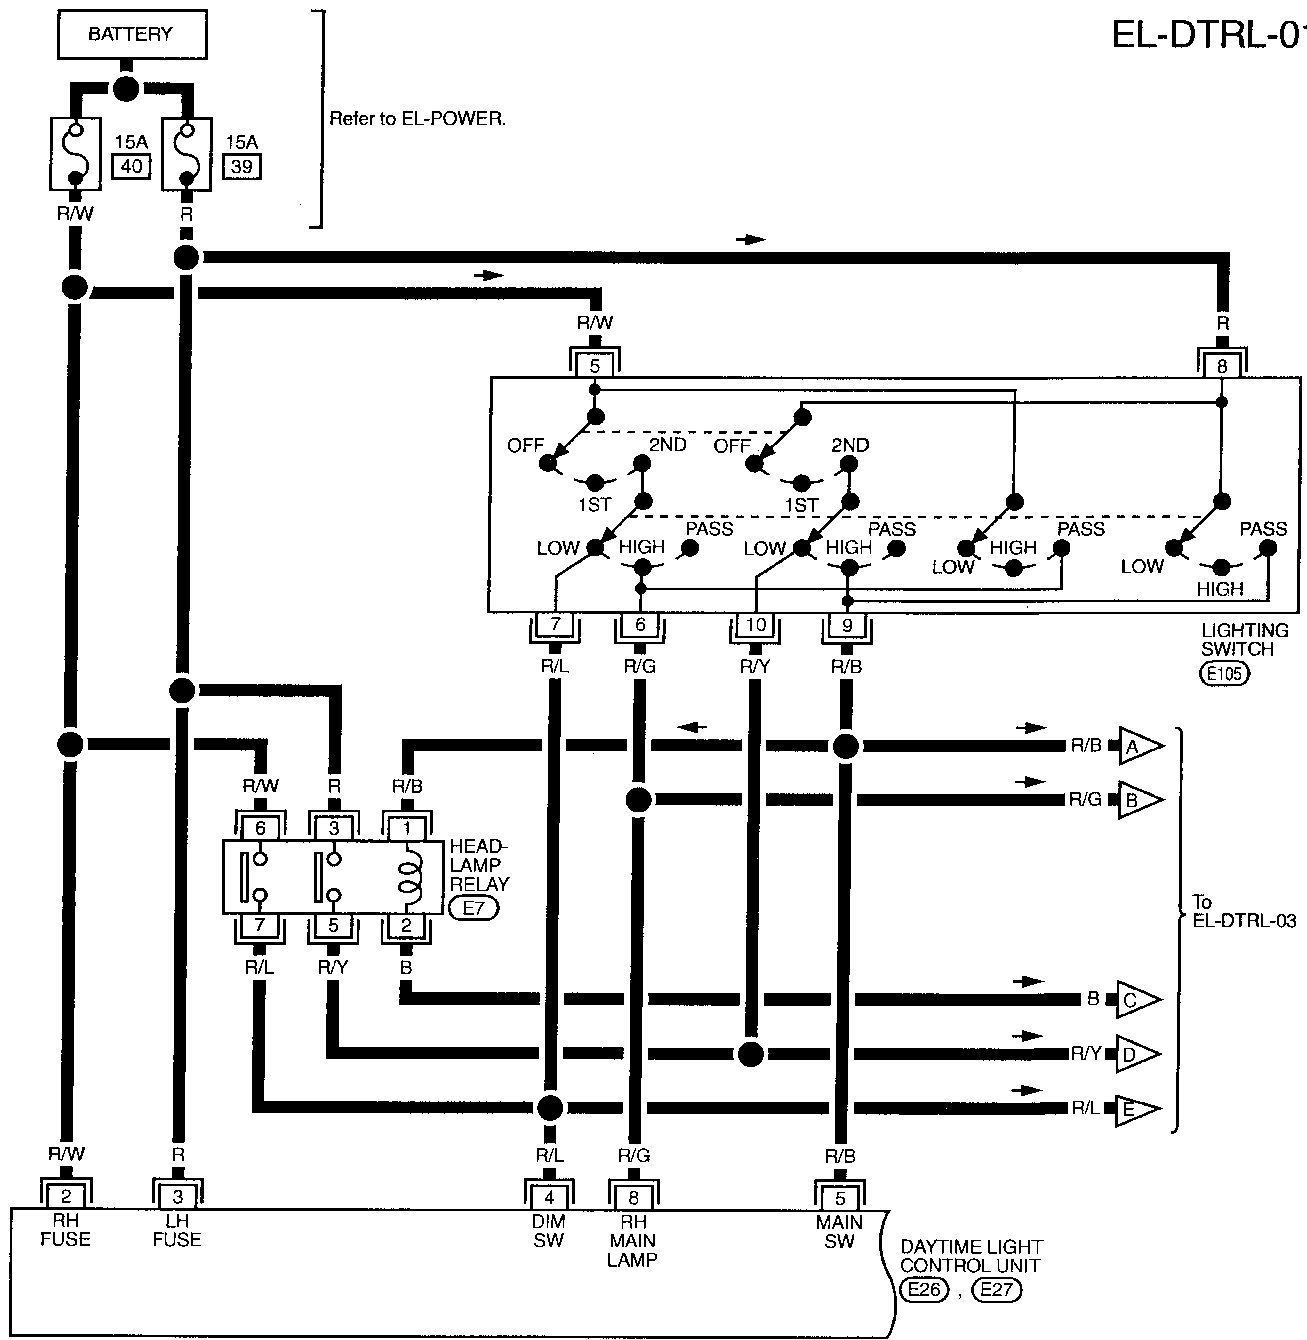 EL-DTRL-01
BATTERY
Refer to EL-POWER.
15A
40
15A
39
R/W
R
R/W
R
5
8
OFF
2ND
OFF
2ND
1ST
1ST
PASS
PASS
PASS
PASS
LOW
HIGH
LOW
HIGH
LOW
HIGH
LOW
HIGH
7
6
10
9
LIGHTING
SWITCH
E105
R/L
R/G
R/Y
R/B
R/B
A
R/W
R
R/B
R/G
B
6
3
1
HEAD-
LAMP
RELAY
E7
7
5
2
To
EL-DTRL-03
R/L
R/Y
B
B
C
R/Y
D
R/L
E
R/W
R
R/L
R/G
R/B
2
3
4
8
5
RH
FUSE
LH
FUSE
DIM
SW
RH
MAIN
LAMP
MAIN
SW
DAYTIME LIGHT
CONTROL UNIT
E26 , E27